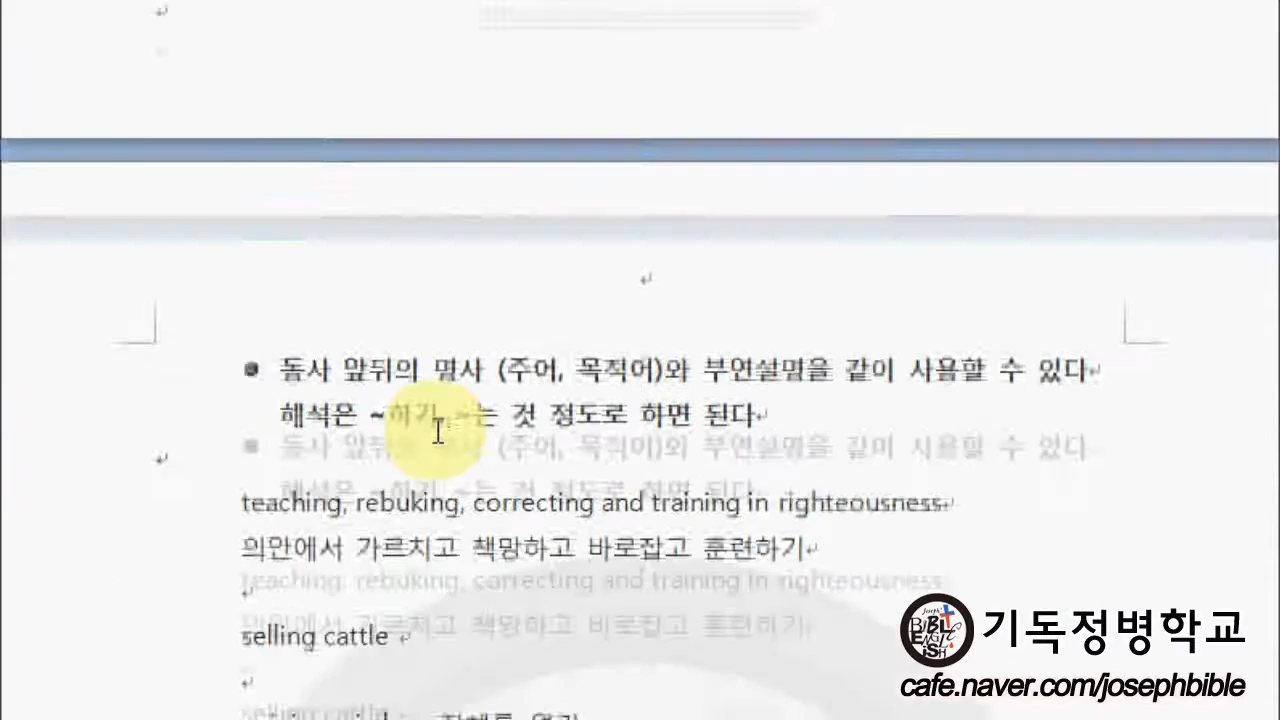 동사 앞뒤의 명사 (주어, 목적어)와 부연설명을 같이 사용할 수 있다
해석은 ~하기, ~는 것 정도로 하면 된다
teaching, rebuking, correcting and training in righteousness
의안에서 가르치고 책망하고 바로잡고 훈련하기
selling cattle
Joseph
BIBLE
ENGLISH
기독정병학교
cafe.naver.com/josephbible